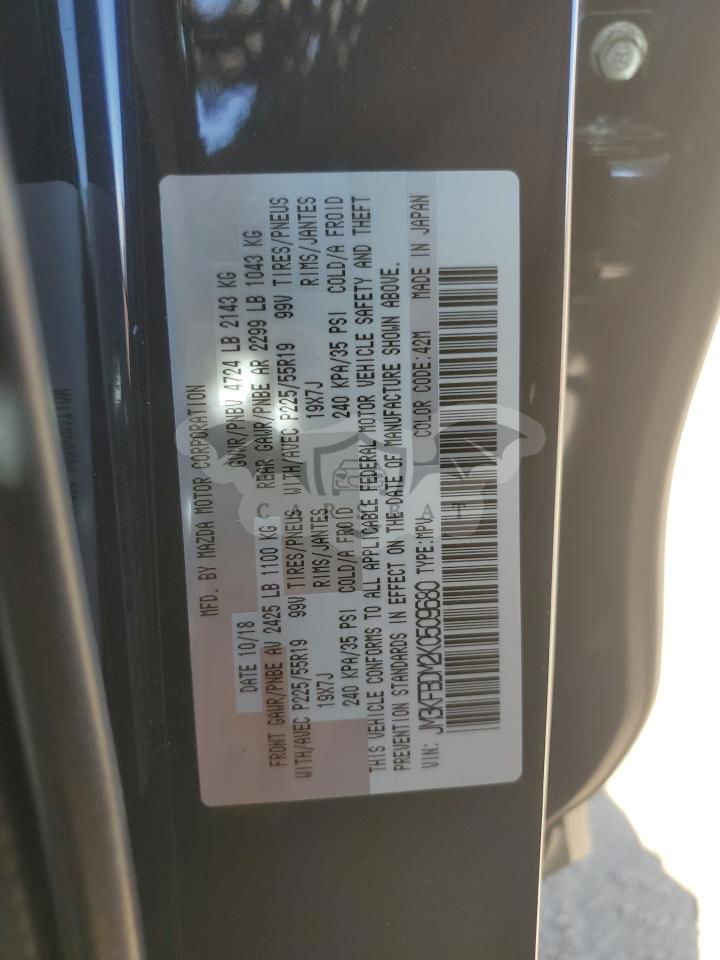 MFD. BY MAZDA MOTOR CORPORATION
DATE 10/18 GVWR/PNBV 4724 LB 2143 KG
FRONT GAWR/PNBE AV 2425 LB 1100 KG REAR GAWR/PNBE AR 2299 LB 1043 KG
WITH/AVEC P225/55R19 99V TIRES/PNEUS WITH/AVEC P225/55R19 99V TIRES/PNEUS
19X7J RIMS/JANTES 19X7J RIMS/JANTES
240 KPA/35 PSI COLD/A FROID 240 KPA/35 PSI COLD/A FROID
THIS VEHICLE CONFORMS TO ALL APPLICABLE FEDERAL MOTOR VEHICLE SAFETY AND THEFT
PREVENTION STANDARDS IN EFFECT ON THE DATE OF MANUFACTURE SHOWN ABOVE.
VIN: JM3KFBDM2K0509680 TYPE:MPV COLOR CODE:42M MADE IN JAPAN